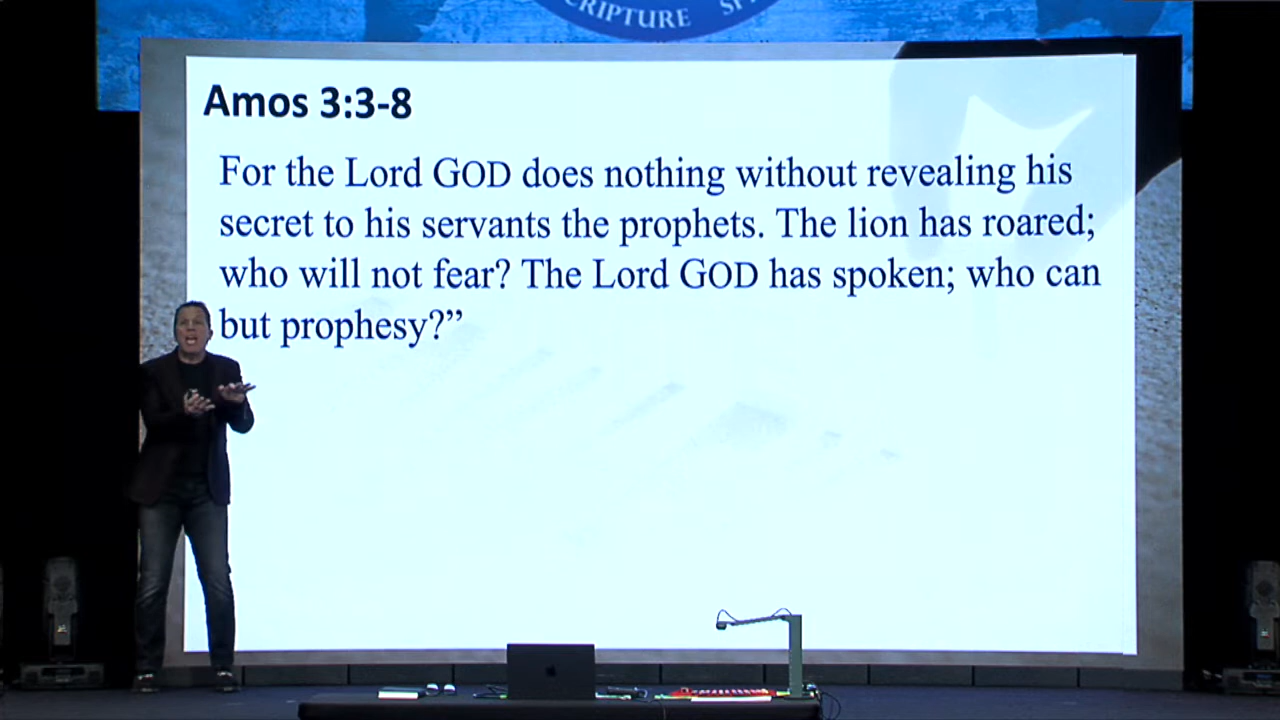 SCRIPTURE
Amos 3:3-8
For the Lord GOD does nothing without revealing his
secret to his servants the prophets. The lion has roared;
who will not fear? The Lord GOD has spoken; who can
but prophesy?”